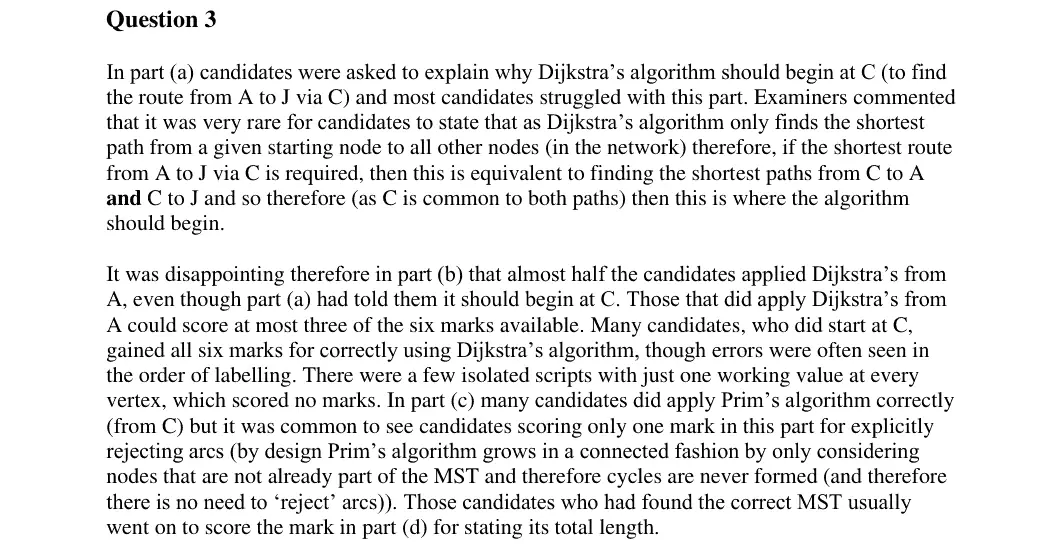 Question 3
In part (a) candidates were asked to explain why Dijkstra’s algorithm should begin at C (to find
the route from A to J via C) and most candidates struggled with this part. Examiners commented
that it was very rare for candidates to state that as Dijkstra’s algorithm only finds the shortest
path from a given starting node to all other nodes (in the network) therefore, if the shortest route
from A to J via C is required, then this is equivalent to finding the shortest paths from C to A
and C to J and so therefore (as C is common to both paths) then this is where the algorithm
should begin.
It was disappointing therefore in part (b) that almost half the candidates applied Dijkstra’s from
A, even though part (a) had told them it should begin at C. Those that did apply Dijkstra’s from
A could score at most three of the six marks available. Many candidates, who did start at C,
gained all six marks for correctly using Dijkstra’s algorithm, though errors were often seen in
the order of labelling. There were a few isolated scripts with just one working value at every
vertex, which scored no marks. In part (c) many candidates did apply Prim’s algorithm correctly
(from C) but it was common to see candidates scoring only one mark in this part for explicitly
rejecting arcs (by design Prim’s algorithm grows in a connected fashion by only considering
nodes that are not already part of the MST and therefore cycles are never formed (and therefore
there is no need to ‘reject’ arcs)). Those candidates who had found the correct MST usually
went on to score the mark in part (d) for stating its total length.